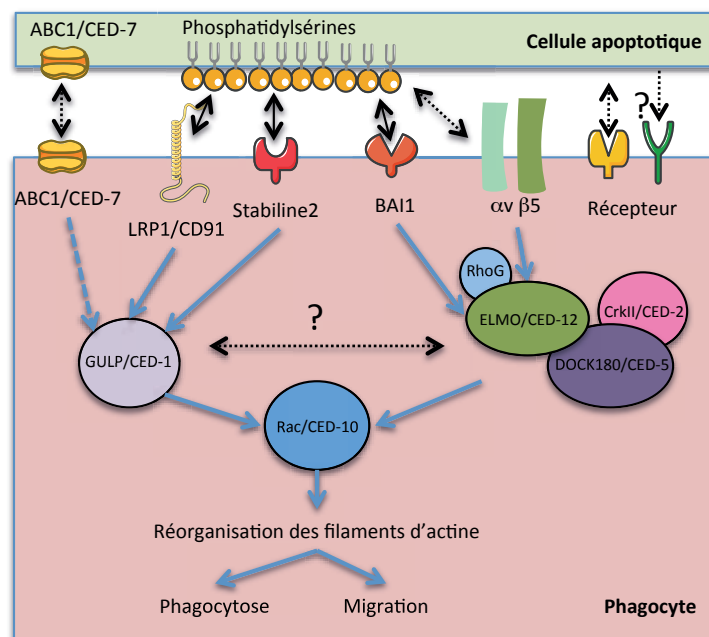 ABC1/CED-7
Phosphatidylsérines
Cellule apoptotique
?
ABC1/CED-7
LRP1/CD91
Stabiline2
BAI1
αv β5
Récepteur
RhoG
ELMO/CED-12
CrkII/CED-2
?
GULP/CED-1
DOCK180/CED-5
Rac/CED-10
Réorganisation des filaments d'actine
Phagocytose
Migration
Phagocyte